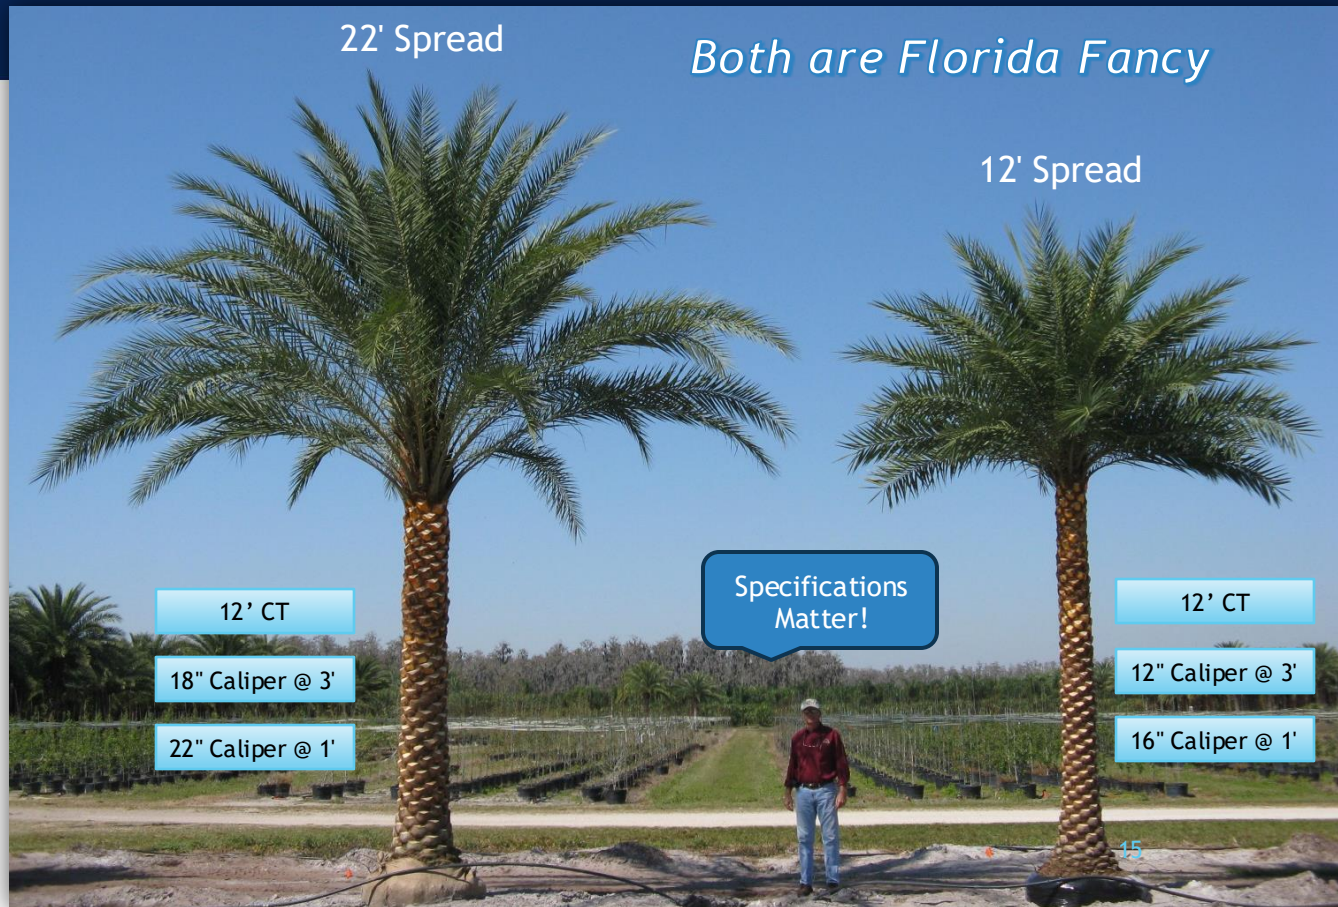 22' Spread
Both are Florida Fancy
12' Spread
Specifications
Matter!
12’ CT
18" Caliper @ 3'
22" Caliper @ 1'
12’ CT
12" Caliper @ 3'
16" Caliper @ 1'
15